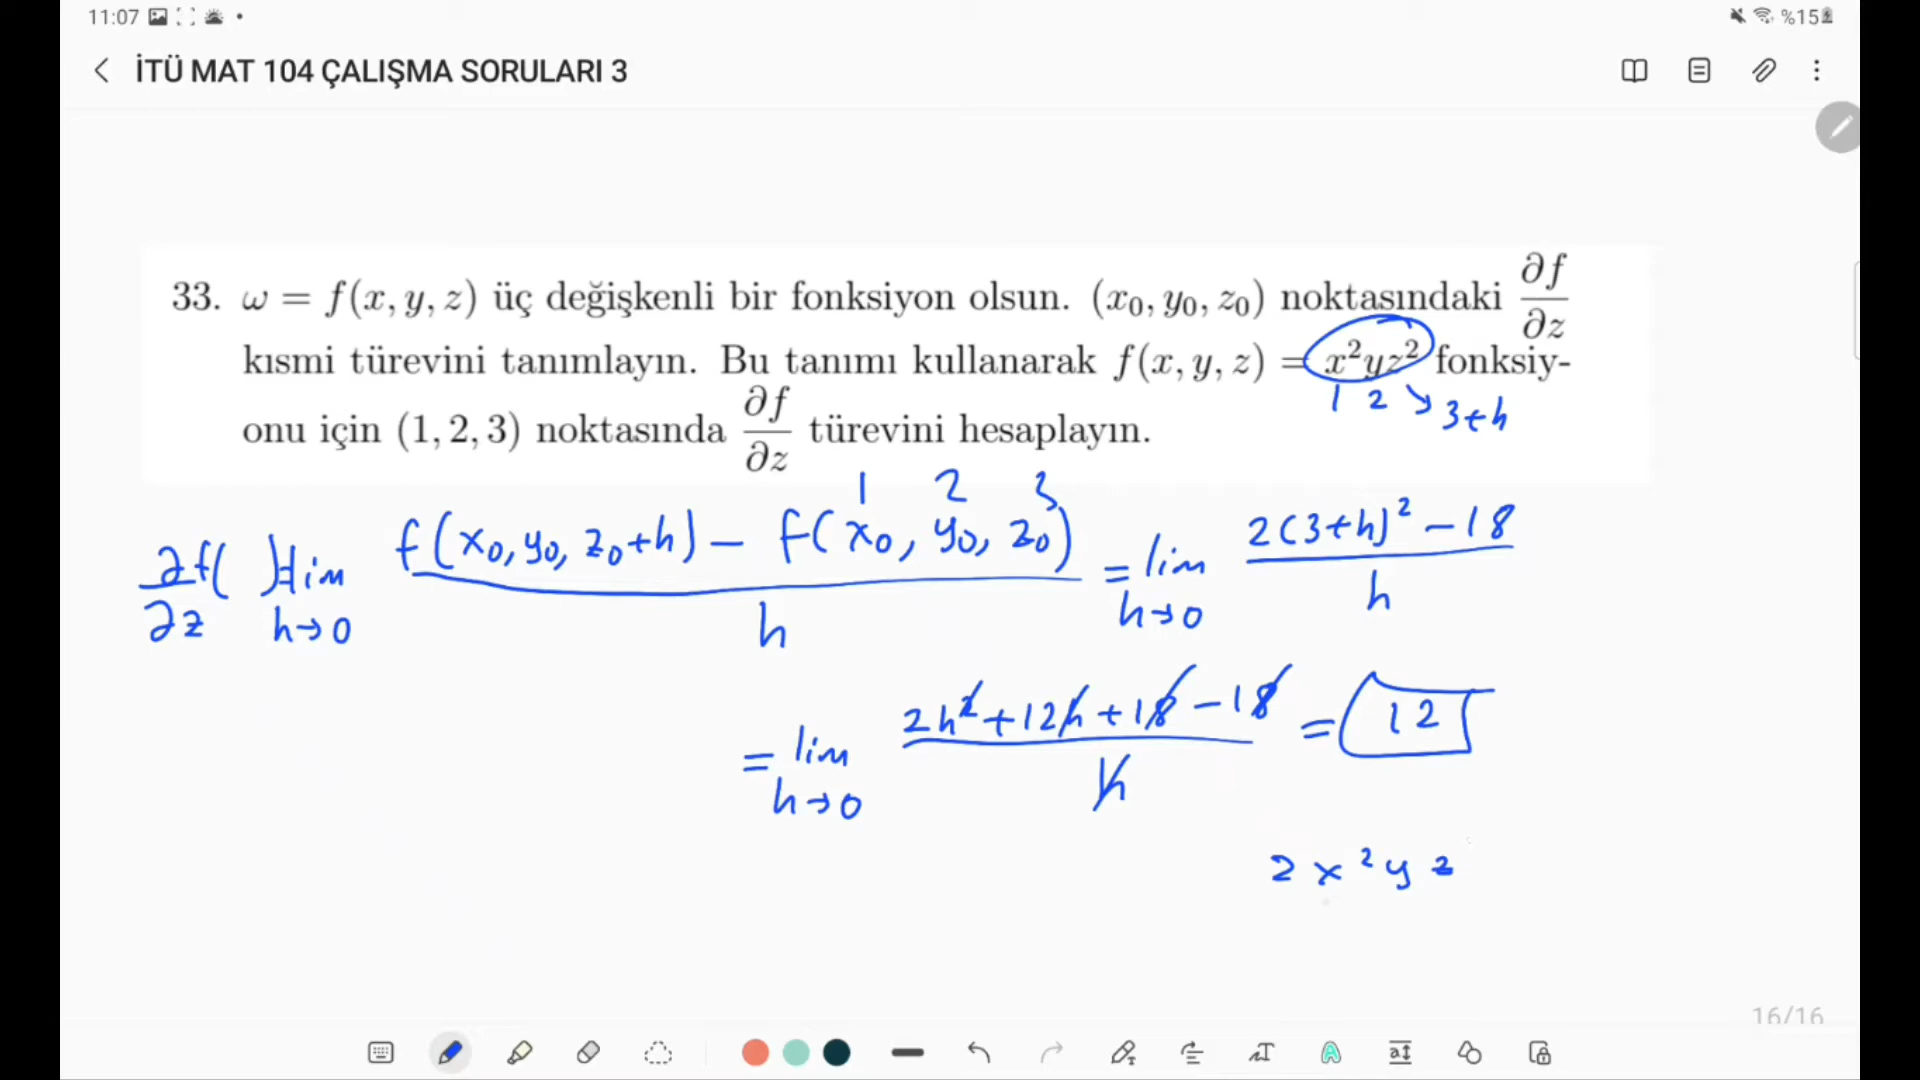 11:07 %15
İTÜ MAT 104 ÇALIŞMA SORULARI 3
33. ω = f(x, y, z) üç değişkenli bir fonksiyon olsun. (x₀, y₀, z₀) noktasındaki ∂f/∂z
kısmi türevini tanımlayın. Bu tanımı kullanarak f(x, y, z) = x²yz² fonksiy-
1 2 → 3+h
onu için (1, 2, 3) noktasında ∂f/∂z türevini hesaplayın.
1 2 3
∂f( )/∂z = lim h→0 (f(x₀, y₀, z₀+h) − f(x₀, y₀, z₀))/h = lim h→0 (2(3+h)² − 18)/h
= lim h→0 (2h² + 12h + 18 − 18)/h = 12
2x²yz
16/16